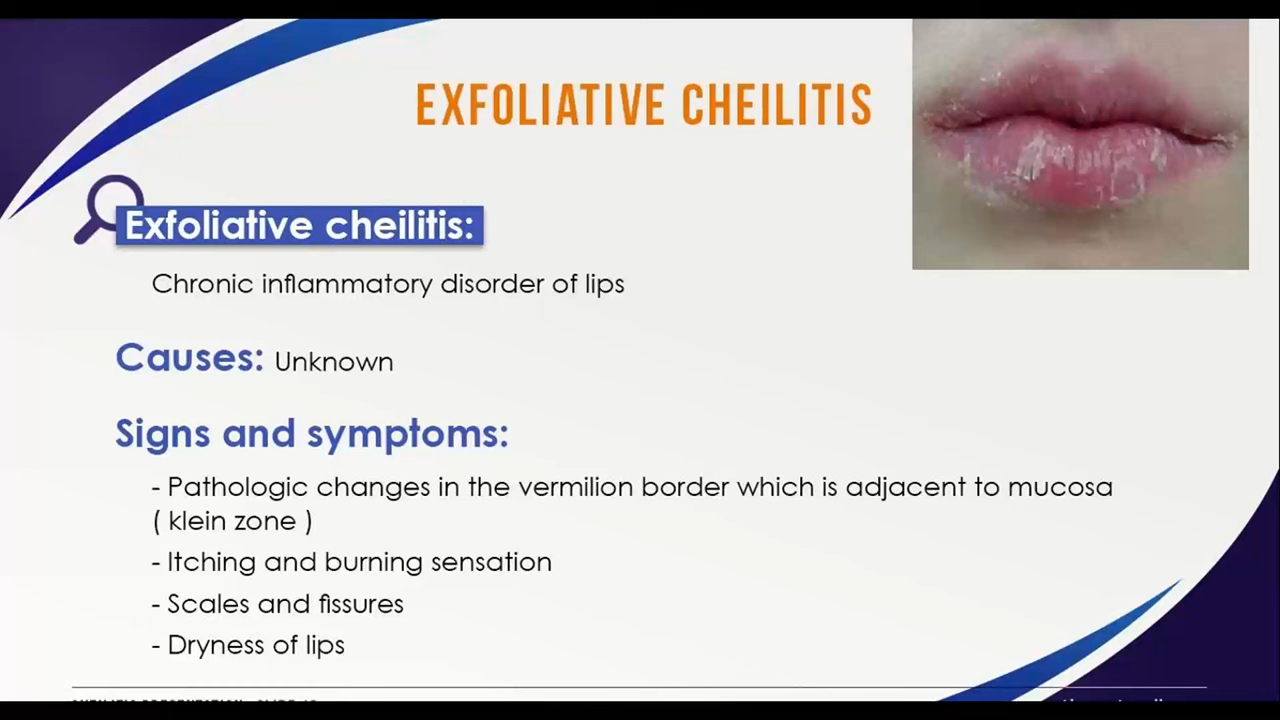 EXFOLIATIVE CHEILITIS
Exfoliative cheilitis:
Chronic inflammatory disorder of lips
Causes: Unknown
Signs and symptoms:
- Pathologic changes in the vermilion border which is adjacent to mucosa
( klein zone )
- Itching and burning sensation
- Scales and fissures
- Dryness of lips